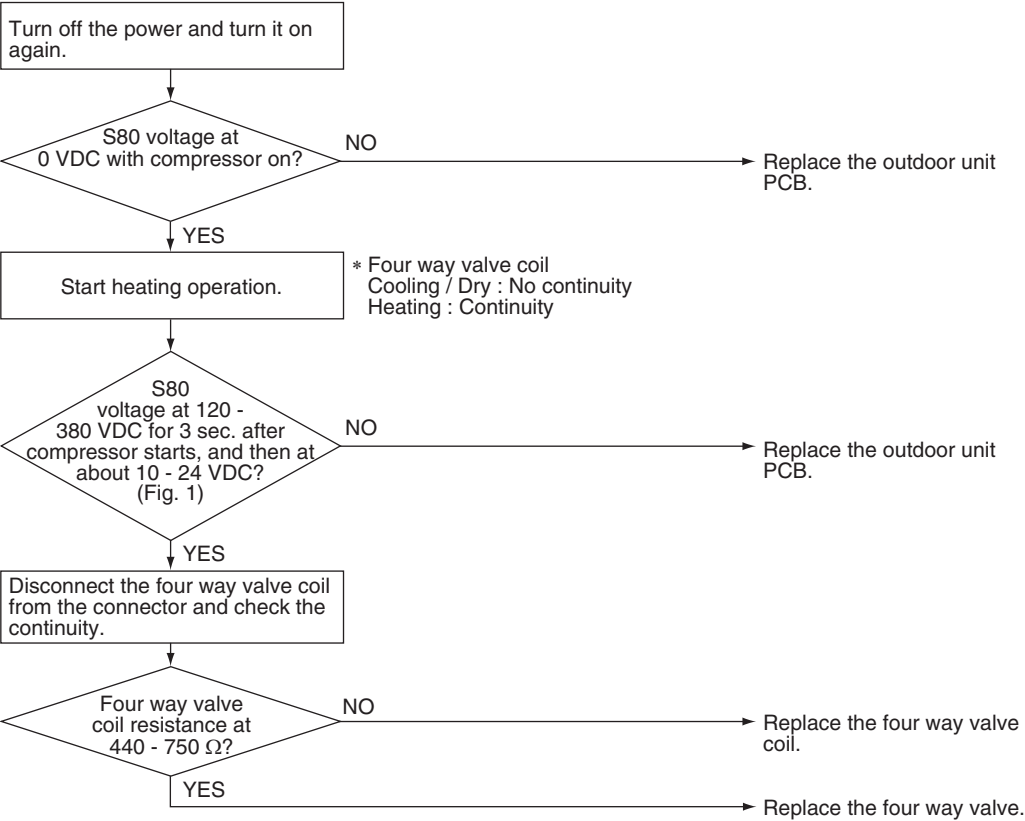 Turn off the power and turn it on
again.
S80 voltage at
0 VDC with compressor on?
NO
Replace the outdoor unit
PCB.
YES
Start heating operation.
* Four way valve coil
Cooling / Dry : No continuity
Heating : Continuity
S80
voltage at 120 -
380 VDC for 3 sec. after
compressor starts, and then at
about 10 - 24 VDC?
(Fig. 1)
NO
Replace the outdoor unit
PCB.
YES
Disconnect the four way valve coil
from the connector and check the
continuity.
Four way valve
coil resistance at
440 - 750 Ω?
NO
Replace the four way valve
coil.
YES
Replace the four way valve.